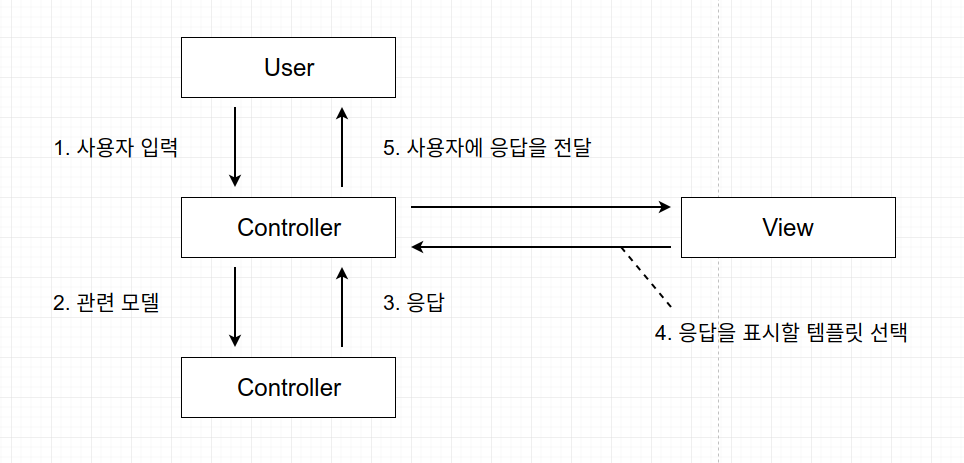 User
1. 사용자 입력
5. 사용자에 응답을 전달
Controller
View
2. 관련 모델
3. 응답
4. 응답을 표시할 템플릿 선택
Controller